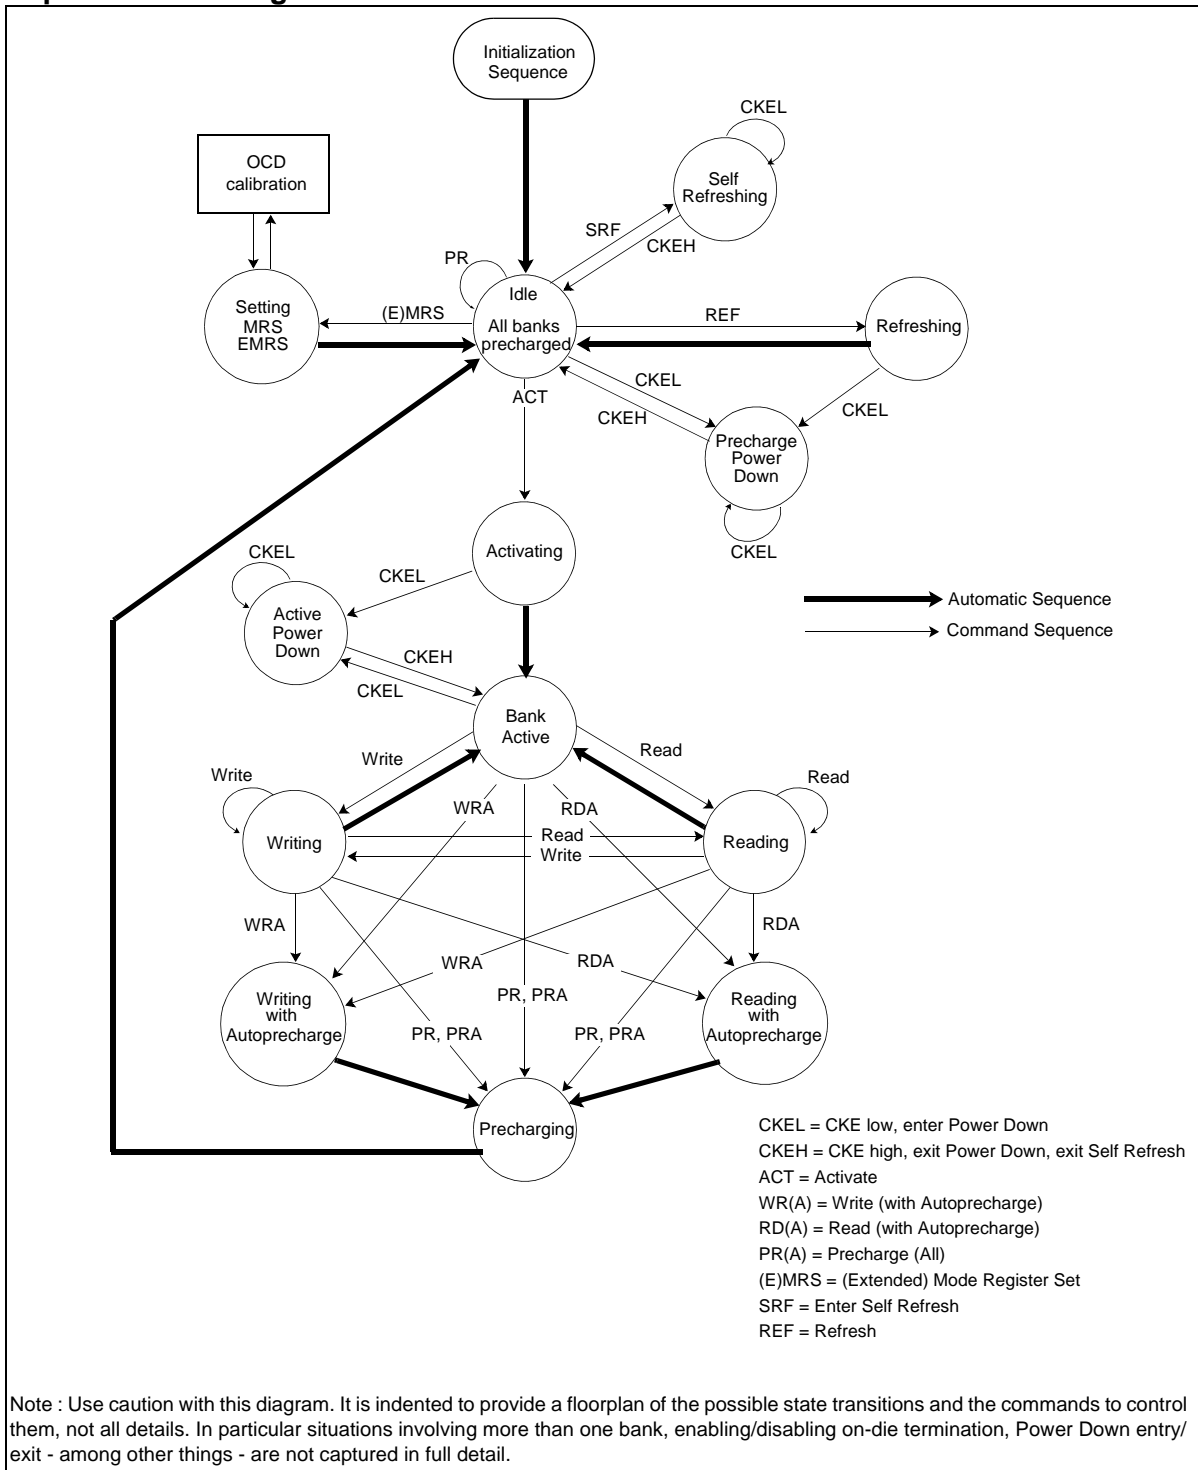 Initialization
Sequence
CKEL
OCD
calibration
Self
Refreshing
SRF
CKEH
PR
Idle
Setting
MRS
EMRS
(E)MRS
All banks
precharged
REF
Refreshing
CKEL
CKEH
ACT
CKEL
Precharge
Power
Down
CKEL
Activating
CKEL
CKEL
Active
Power
Down
Automatic Sequence
Command Sequence
CKEH
CKEL
Bank
Active
Write
Read
Write
Read
WRA
RDA
Writing
Read
Write
Reading
WRA
RDA
WRA
RDA
Writing
with
Autoprecharge
PR, PRA
Reading
with
Autoprecharge
PR, PRA
PR, PRA
Precharging
CKEL = CKE low, enter Power Down
CKEH = CKE high, exit Power Down, exit Self Refresh
ACT = Activate
WR(A) = Write (with Autoprecharge)
RD(A) = Read (with Autoprecharge)
PR(A) = Precharge (All)
(E)MRS = (Extended) Mode Register Set
SRF = Enter Self Refresh
REF = Refresh
Note : Use caution with this diagram. It is indented to provide a floorplan of the possible state transitions and the commands to control
them, not all details. In particular situations involving more than one bank, enabling/disabling on-die termination, Power Down entry/
exit - among other things - are not captured in full detail.